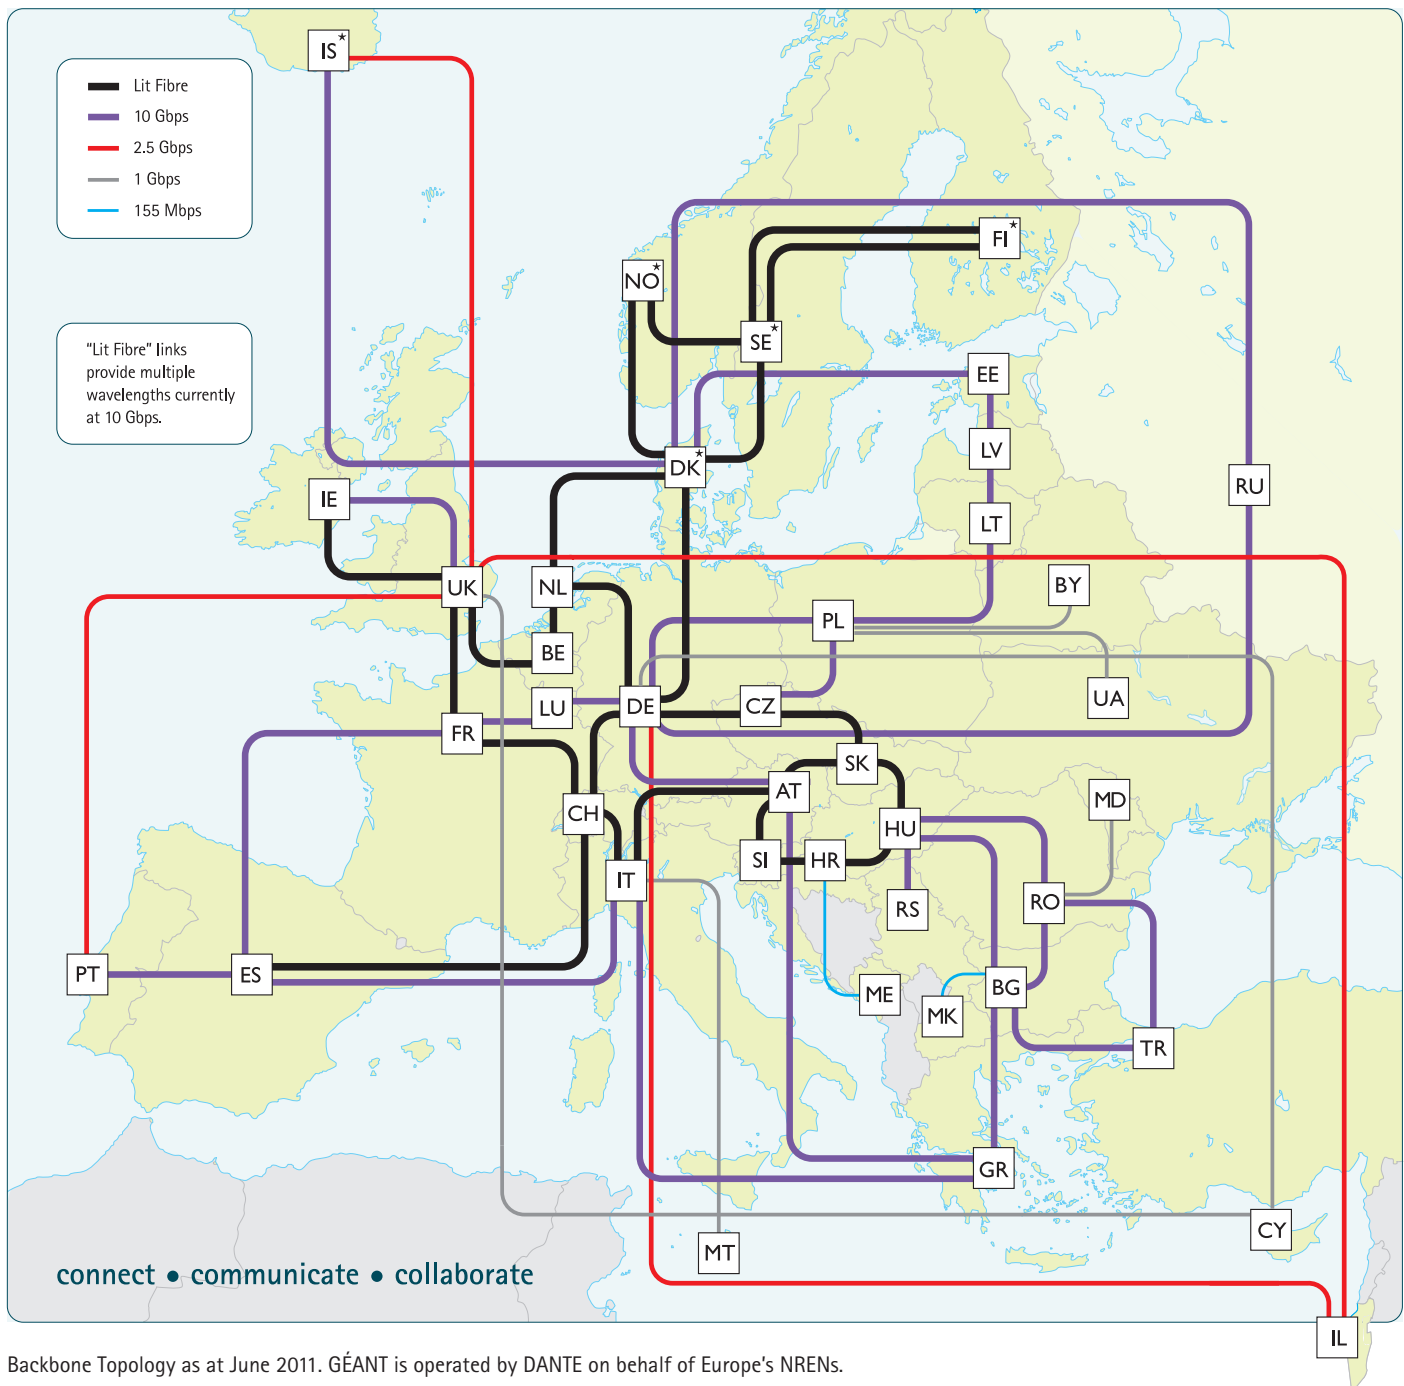 IS*
Lit Fibre
10 Gbps
2.5 Gbps
1 Gbps
155 Mbps
"Lit Fibre" links
provide multiple
wavelengths currently
at 10 Gbps.
FI*
NO*
SE*
EE
LV
DK*
RU
IE
LT
UK
NL
BY
PL
BE
UA
LU
DE
CZ
FR
SK
AT
MD
CH
HU
SI
HR
IT
RO
RS
PT
ES
ME
BG
MK
TR
GR
CY
MT
connect • communicate • collaborate
IL
Backbone Topology as at June 2011. GÉANT is operated by DANTE on behalf of Europe's NRENs.